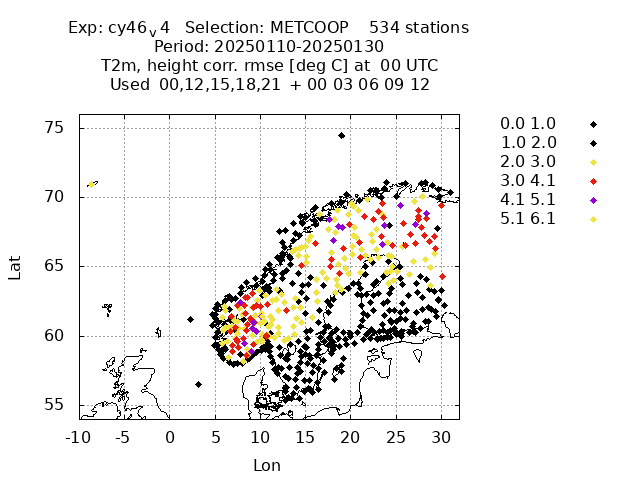 Exp: cy46v4 Selection: METCOOP 534 stations
Period: 20250110-20250130
T2m, height corr. rmse [deg C] at 00 UTC
Used 00,12,15,18,21 + 00 03 06 09 12
75
70
65
60
55
Lat
-10 -5 0 5 10 15 20 25 30
Lon
0.0 1.0
1.0 2.0
2.0 3.0
3.0 4.1
4.1 5.1
5.1 6.1